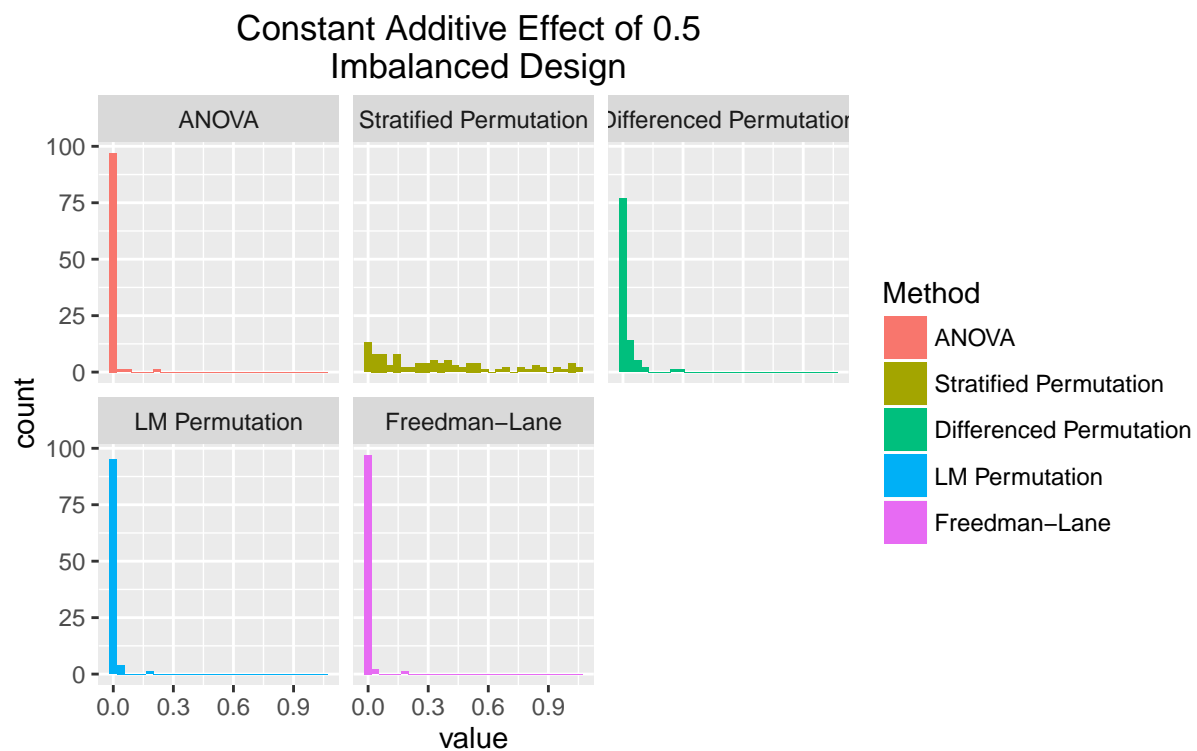 Constant Additive Effect of 0.5
Imbalanced Design
ANOVA
Stratified Permutation
Differenced Permutation
100
75
50
25
0
LM Permutation
Freedman−Lane
100
75
50
25
0
0.0 0.3 0.6 0.9
0.0 0.3 0.6 0.9
count
value
Method
ANOVA
Stratified Permutation
Differenced Permutation
LM Permutation
Freedman−Lane